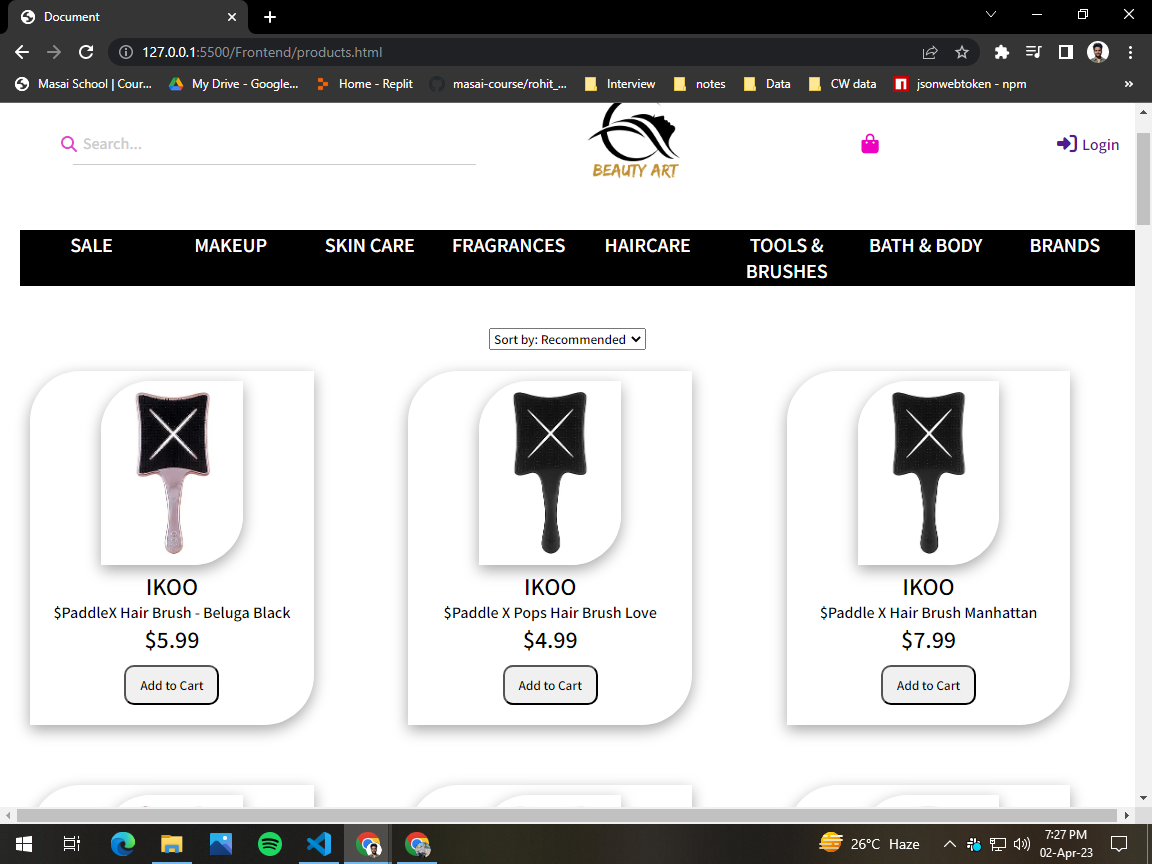 Document
127.0.0.1:5500/Frontend/products.html
Masai School | Cour... My Drive - Google... Home - Replit masai-course/rohit_... Interview notes Data CW data jsonwebtoken - npm »
Search...
BEAUTY ART
Login
SALE MAKEUP SKIN CARE FRAGRANCES HAIRCARE TOOLS & BATH & BODY BRANDS
BRUSHES
Sort by: Recommended
IKOO IKOO IKOO
$PaddleX Hair Brush - Beluga Black $Paddle X Pops Hair Brush Love $Paddle X Hair Brush Manhattan
$5.99 $4.99 $7.99
Add to Cart Add to Cart Add to Cart
26°C Haze
7:27 PM
02-Apr-23